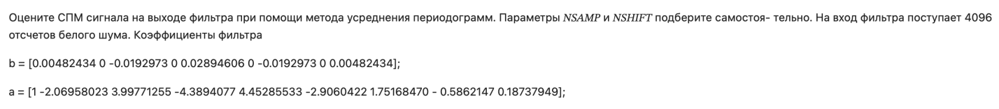 Оцените СПМ сигнала на выходе фильтра при помощи метода усреднения периодограмм. Параметры NSAMP и NSHIFT подберите самостоя- тельно. На вход фильтра поступает 4096
отсчетов белого шума. Коэффициенты фильтра
b = [0.00482434 0 -0.0192973 0 0.02894606 0 -0.0192973 0 0.00482434];
a = [1 -2.06958023 3.99771255 -4.3894077 4.45285533 -2.9060422 1.75168470 - 0.5862147 0.18737949];